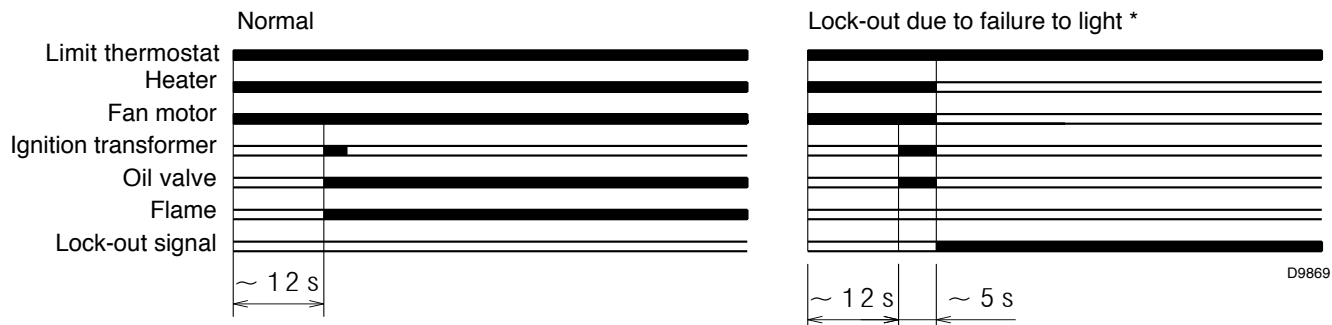 Normal
Lock-out due to failure to light *
Limit thermostat
Heater
Fan motor
Ignition transformer
Oil valve
Flame
Lock-out signal
D9869
~ 12 s
~ 12 s
~ 5 s